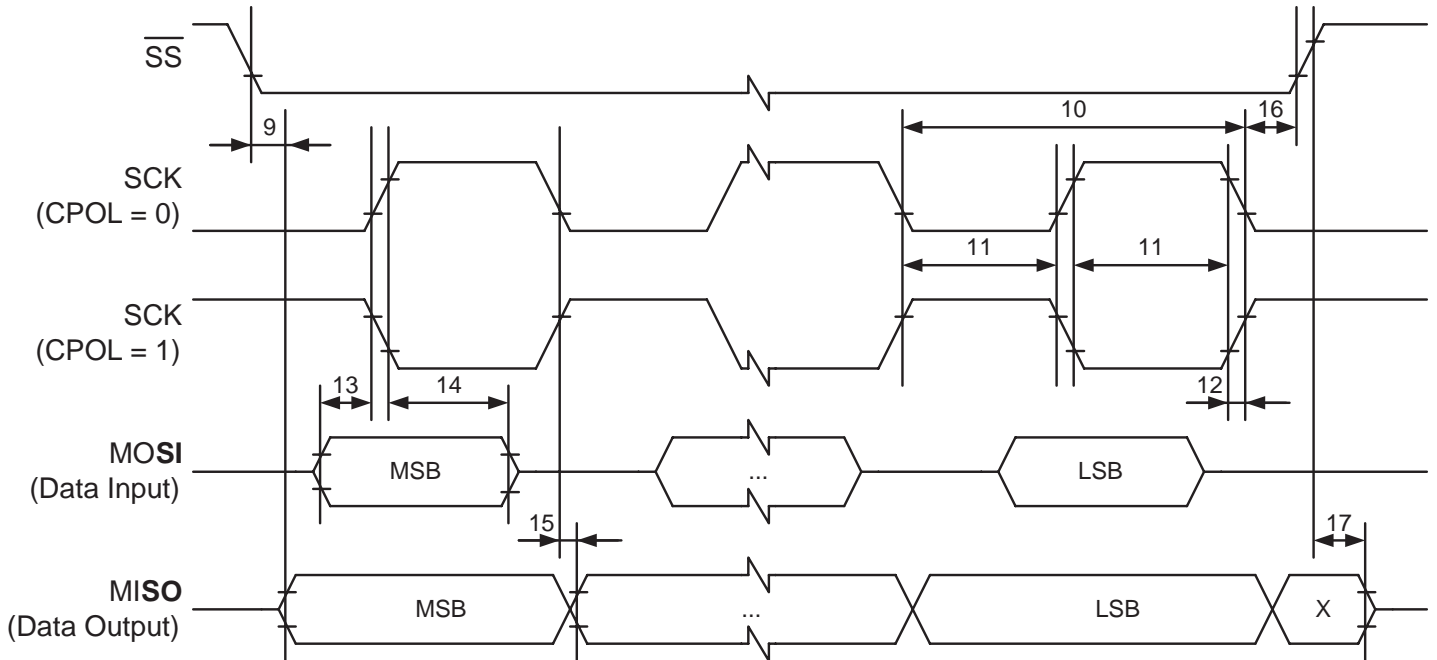 SS
9
10
16
SCK
(CPOL = 0)
11
11
SCK
(CPOL = 1)
13
14
12
MOSI
(Data Input)
MSB
...
LSB
15
17
MISO
(Data Output)
MSB
...
LSB
X